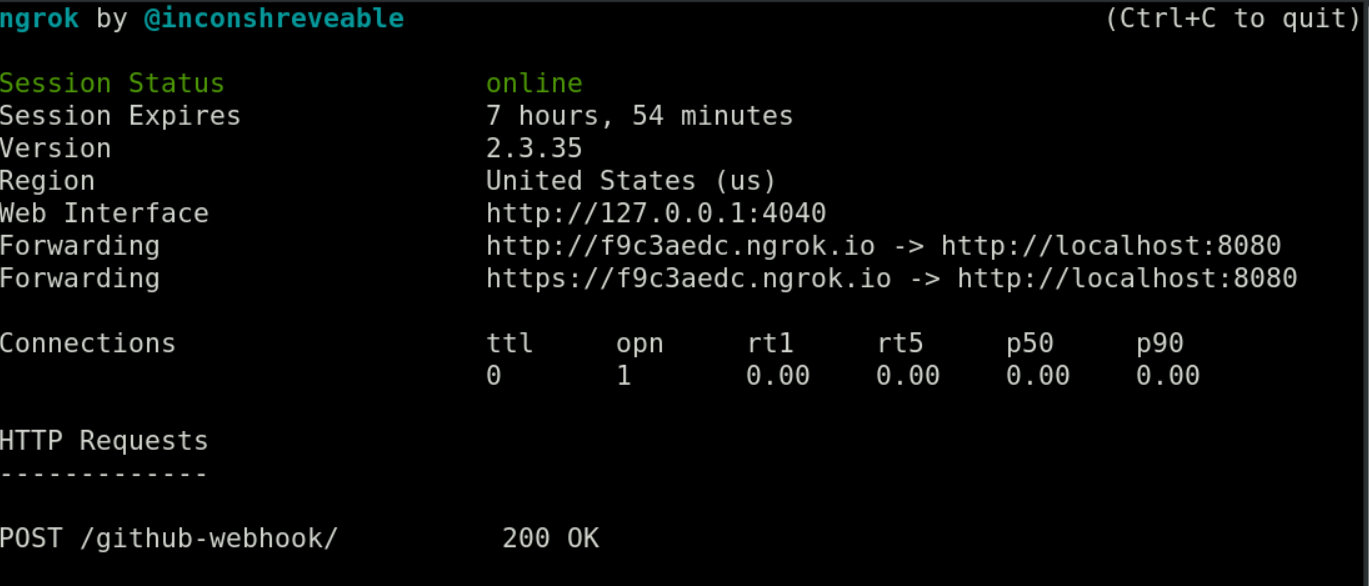 ngrok by @inconshreveable (Ctrl+C to quit)
Session Status online
Session Expires 7 hours, 54 minutes
Version 2.3.35
Region United States (us)
Web Interface http://127.0.0.1:4040
Forwarding http://f9c3aedc.ngrok.io -> http://localhost:8080
Forwarding https://f9c3aedc.ngrok.io -> http://localhost:8080
Connections ttl opn rt1 rt5 p50 p90
0 1 0.00 0.00 0.00 0.00
HTTP Requests
-------------
POST /github-webhook/ 200 OK